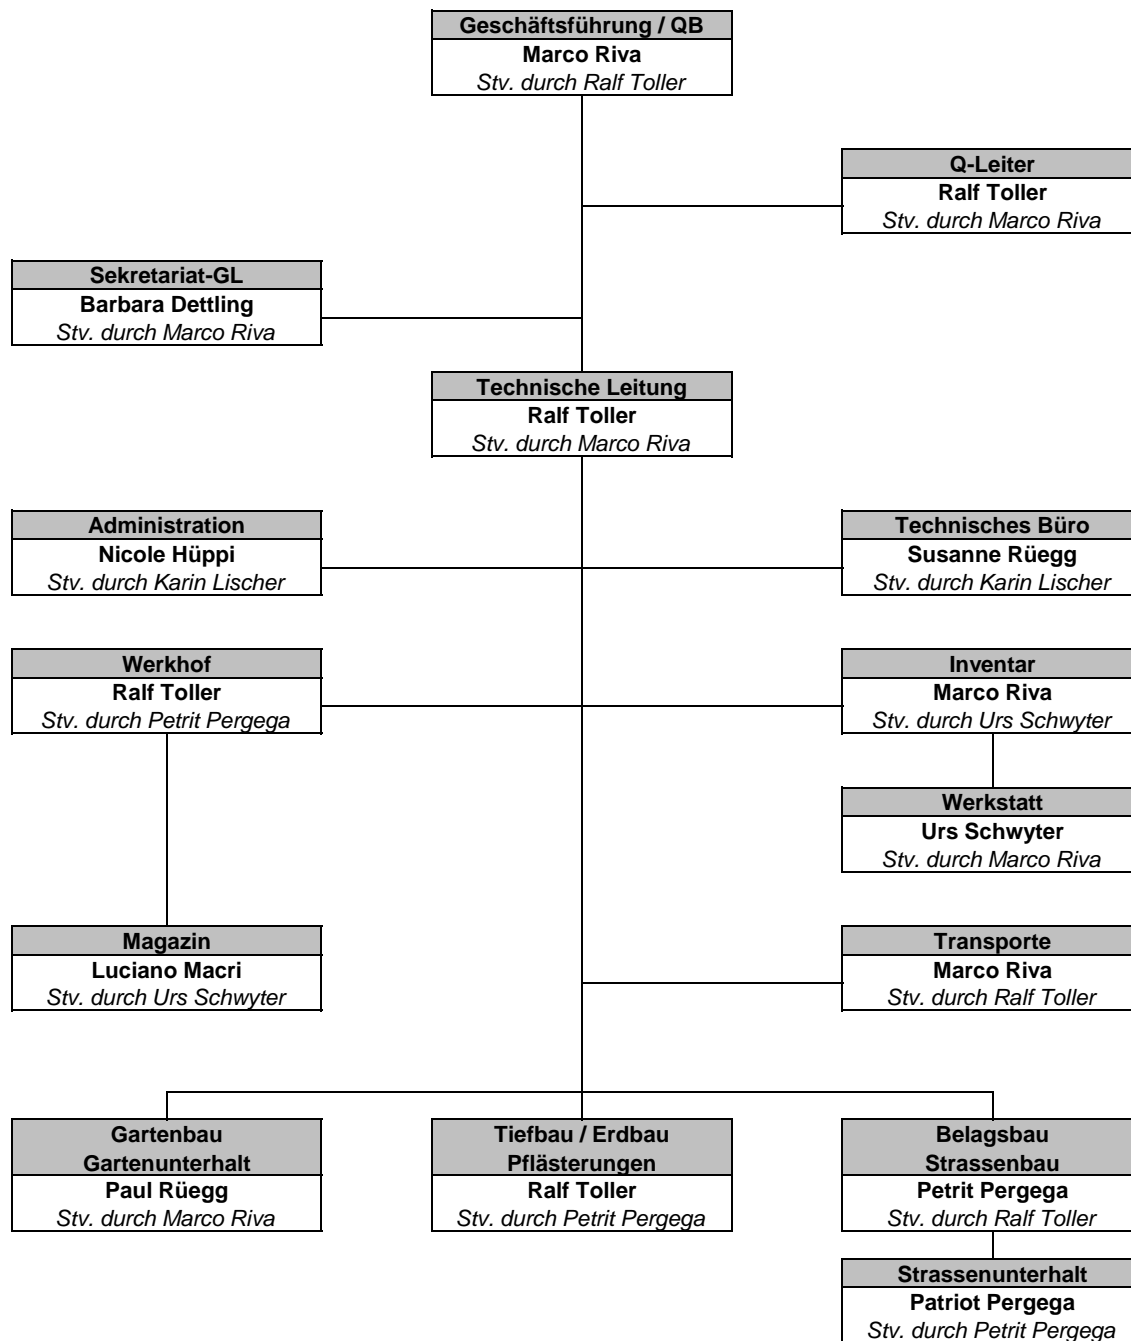 Geschäftsführung / QB
Marco Riva
Stv. durch Ralf Toller
Q-Leiter
Ralf Toller
Stv. durch Marco Riva
Sekretariat-GL
Barbara Dettling
Stv. durch Marco Riva
Technische Leitung
Ralf Toller
Stv. durch Marco Riva
Administration
Nicole Hüppi
Stv. durch Karin Lischer
Technisches Büro
Susanne Rüegg
Stv. durch Karin Lischer
Werkhof
Ralf Toller
Stv. durch Petrit Pergega
Inventar
Marco Riva
Stv. durch Urs Schwyter
Werkstatt
Urs Schwyter
Stv. durch Marco Riva
Magazin
Luciano Macri
Stv. durch Urs Schwyter
Transporte
Marco Riva
Stv. durch Ralf Toller
Gartenbau
Gartenunterhalt
Paul Rüegg
Stv. durch Marco Riva
Tiefbau / Erdbau
Pflästerungen
Ralf Toller
Stv. durch Petrit Pergega
Belagsbau
Strassenbau
Petrit Pergega
Stv. durch Ralf Toller
Strassenunterhalt
Patriot Pergega
Stv. durch Petrit Pergega